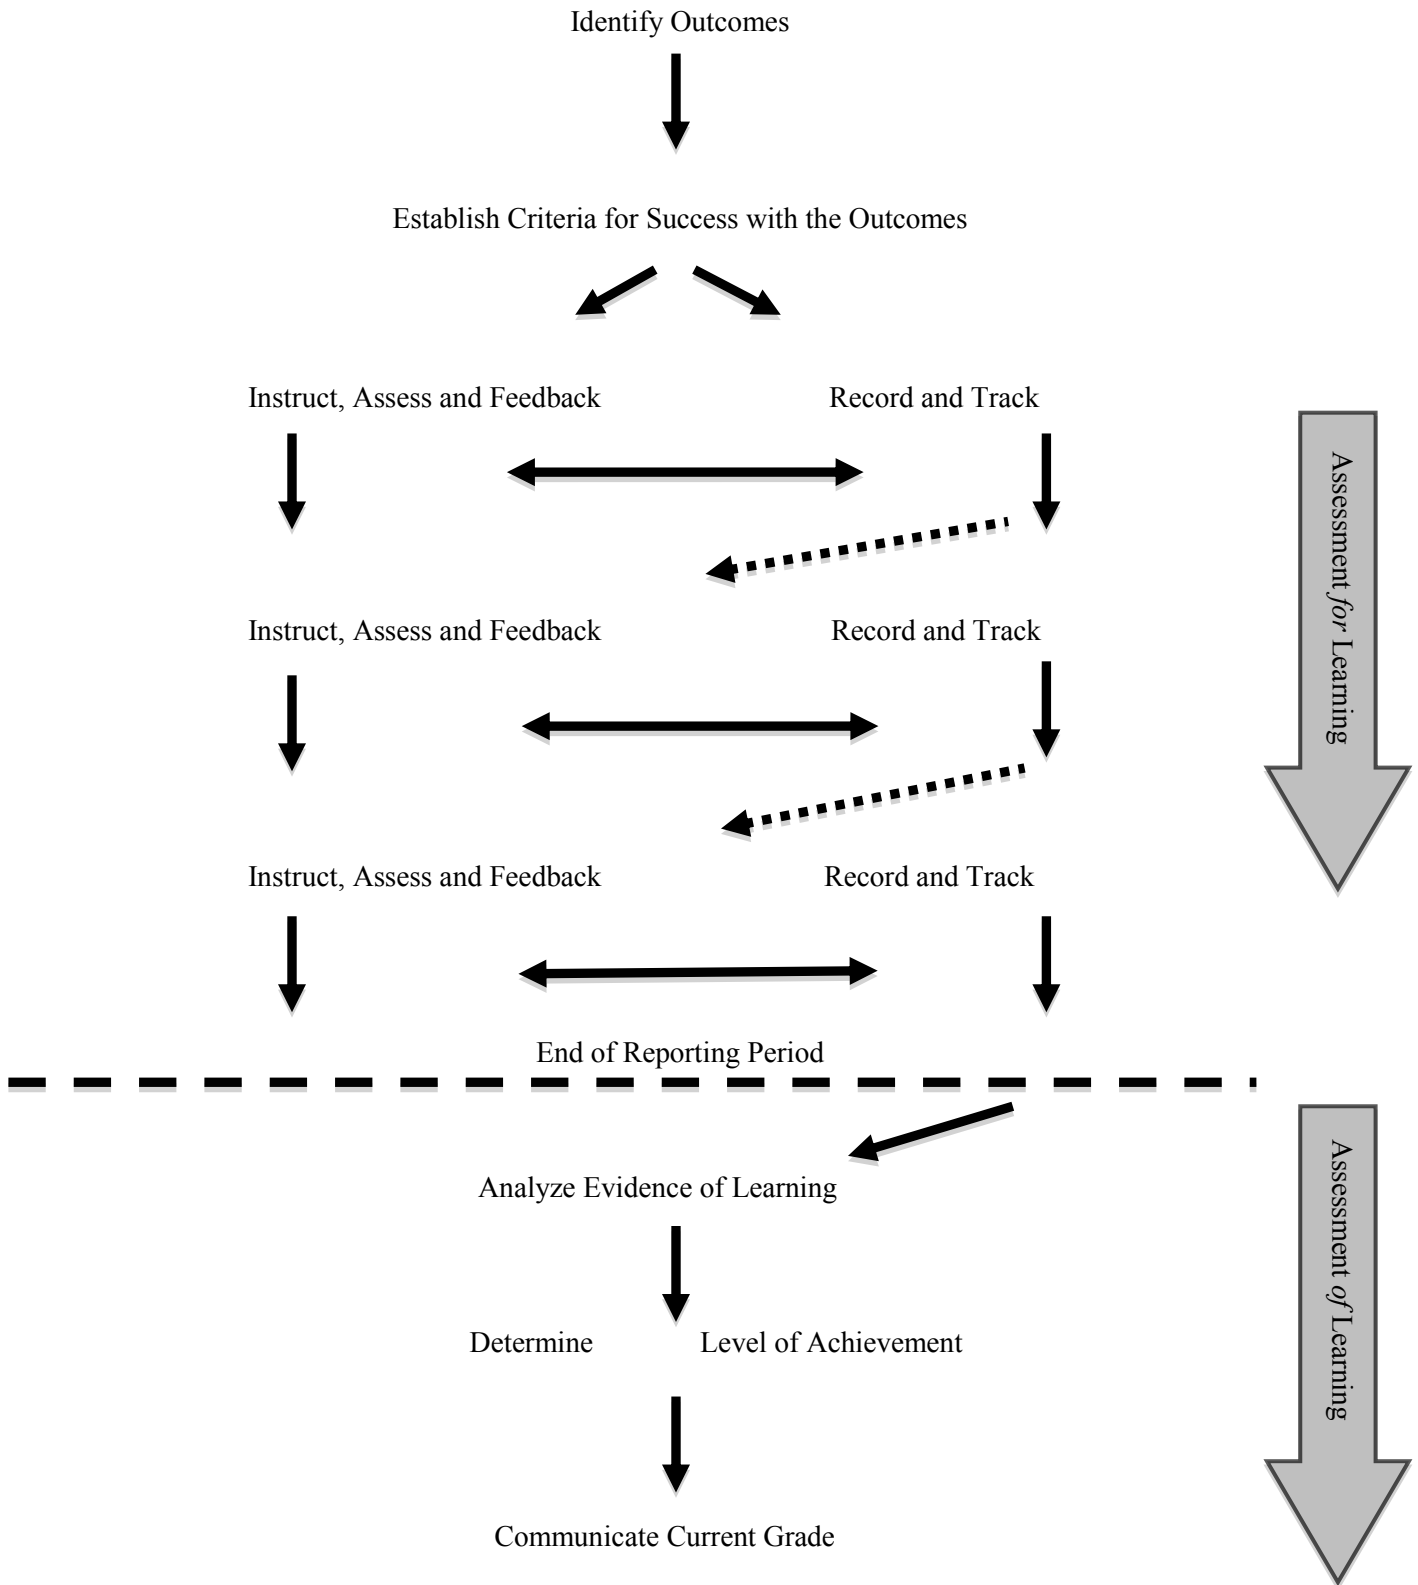 Identify Outcomes
Establish Criteria for Success with the Outcomes
Instruct, Assess and Feedback
Record and Track
Instruct, Assess and Feedback
Record and Track
Instruct, Assess and Feedback
Record and Track
Assessment for Learning
End of Reporting Period
Analyze Evidence of Learning
Determine Level of Achievement
Communicate Current Grade
Assessment of Learning